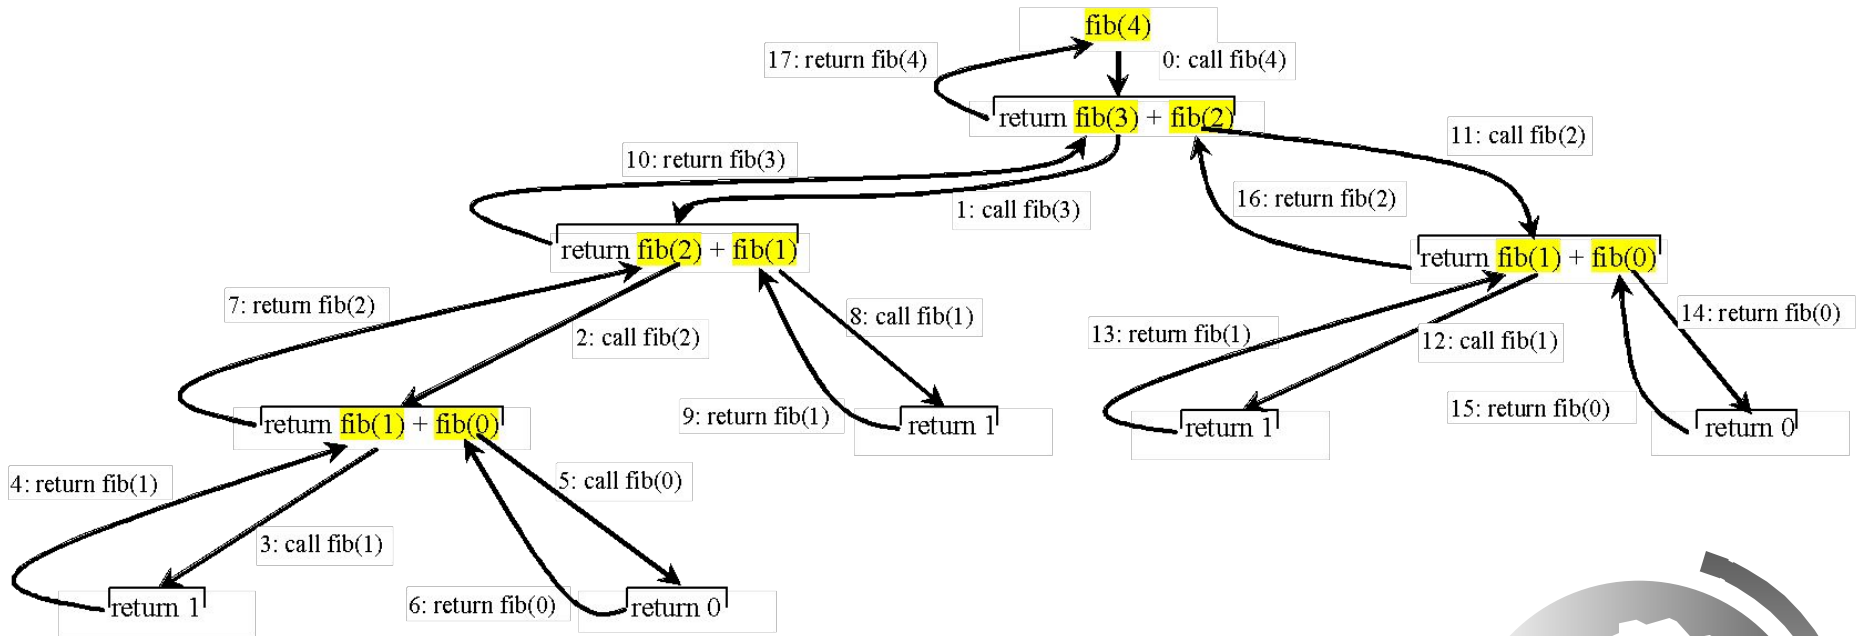 fib(4)
17: return fib(4)
0: call fib(4)
return fib(3) + fib(2)
11: call fib(2)
10: return fib(3)
16: return fib(2)
1: call fib(3)
return fib(2) + fib(1)
return fib(1) + fib(0)
7: return fib(2)
8: call fib(1)
14: return fib(0)
2: call fib(2)
13: return fib(1)
12: call fib(1)
9: return fib(1)
15: return fib(0)
return fib(1) + fib(0)
return 1
return 1
return 0
4: return fib(1)
5: call fib(0)
3: call fib(1)
6: return fib(0)
return 1
return 0